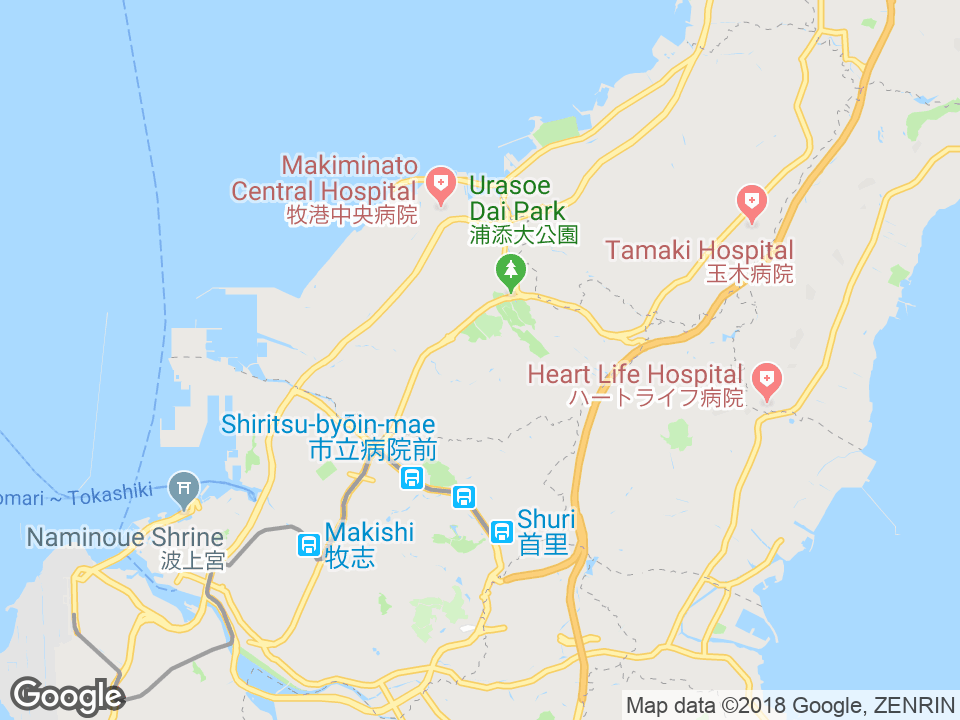 Makiminato
Central Hospital
牧港中央病院
Urasoe
Dai Park
浦添大公園
Tamaki Hospital
玉木病院
Heart Life Hospital
ハートライフ病院
Shiritsu-byōin-mae
市立病院前
omari ~ Tokashiki
Naminoue Shrine
波上宮
Makishi
牧志
Shuri
首里
Google
Map data ©2018 Google, ZENRIN